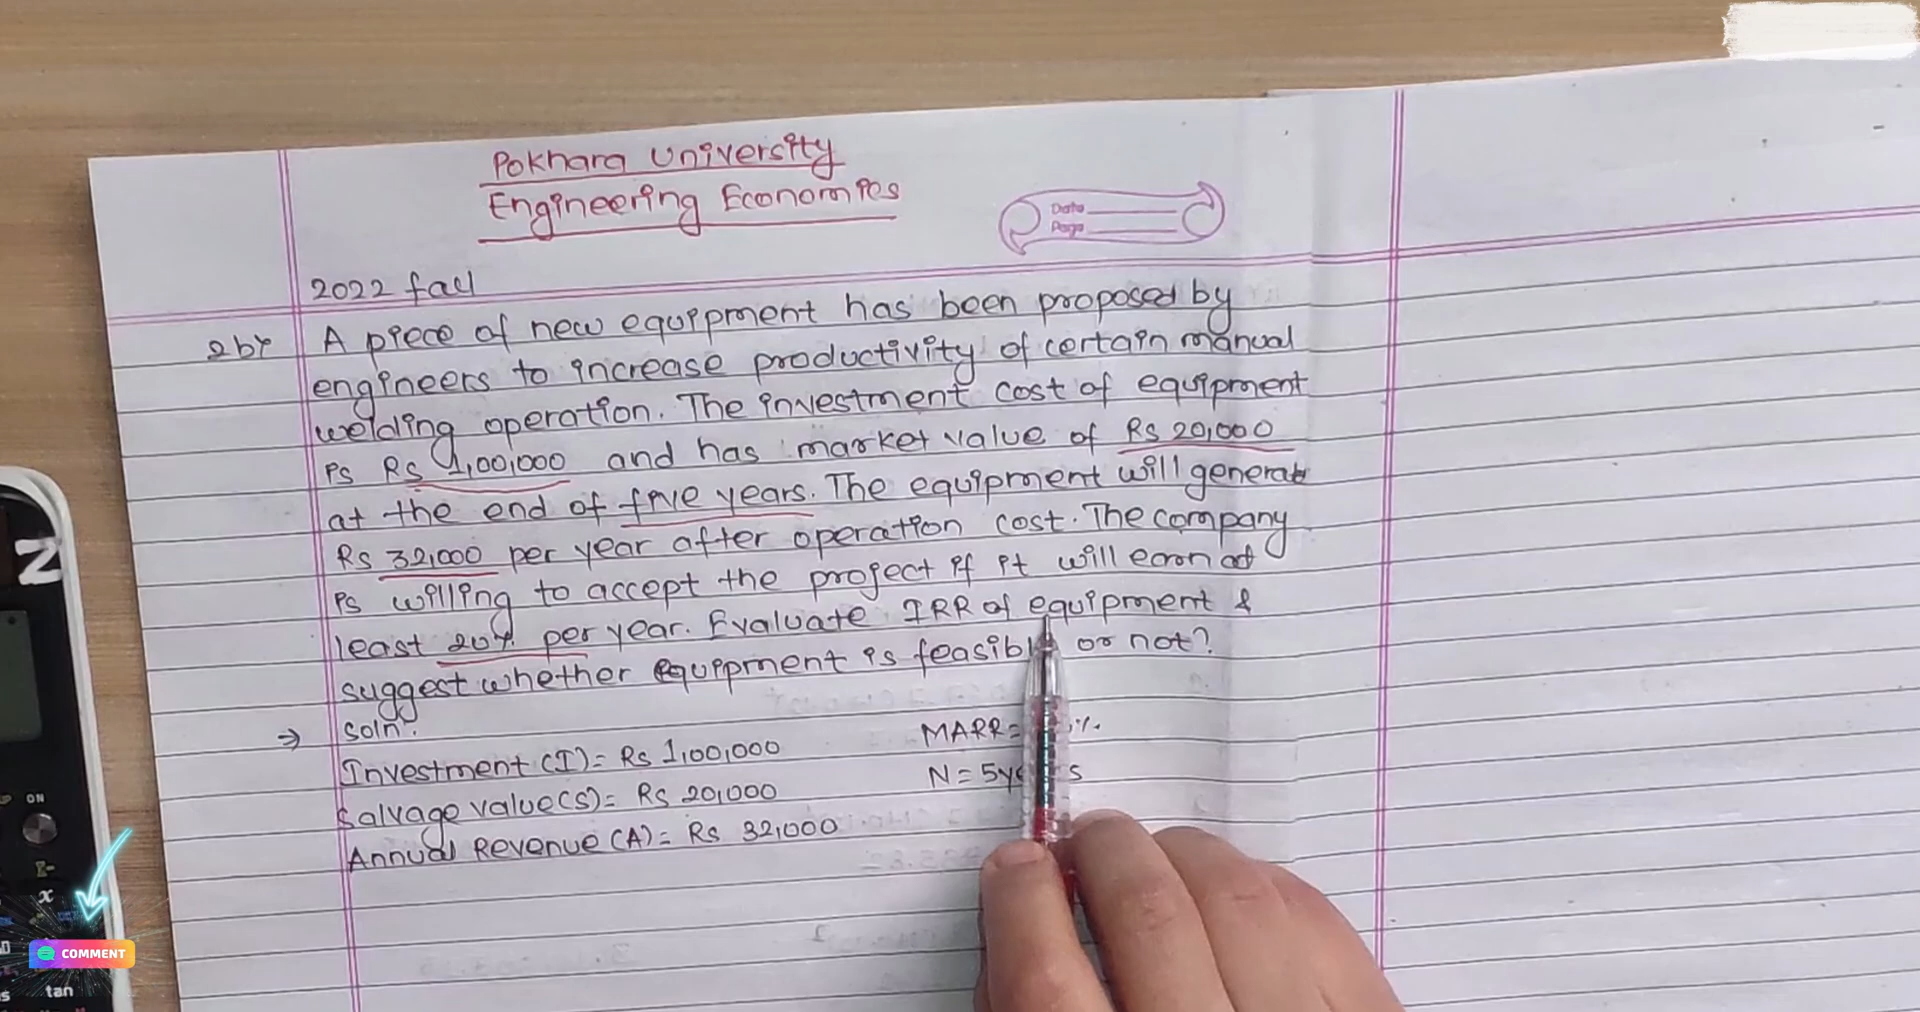 Pokhara University
Engineering Economics
Date
Page
2022 fall
2b) A piece of new equipment has been proposed by
engineers to increase productivity of certain manual
welding operation. The investment cost of equipment
is Rs 1,00,000 and has market value of Rs 20,000
at the end of five years. The equipment will generate
Rs 32,000 per year after operation cost. The company
is willing to accept the project if it will earn at
least 20% per year. Evaluate IRR of equipment &
suggest whether equipment is feasible or not?
→ Soln:
Investment (I) = Rs 1,00,000 MARR = %
Salvage value (S) = Rs 20,000 N = 5 years
Annual Revenue (A) = Rs 32,000
N
ON
x
COMMENT
tan